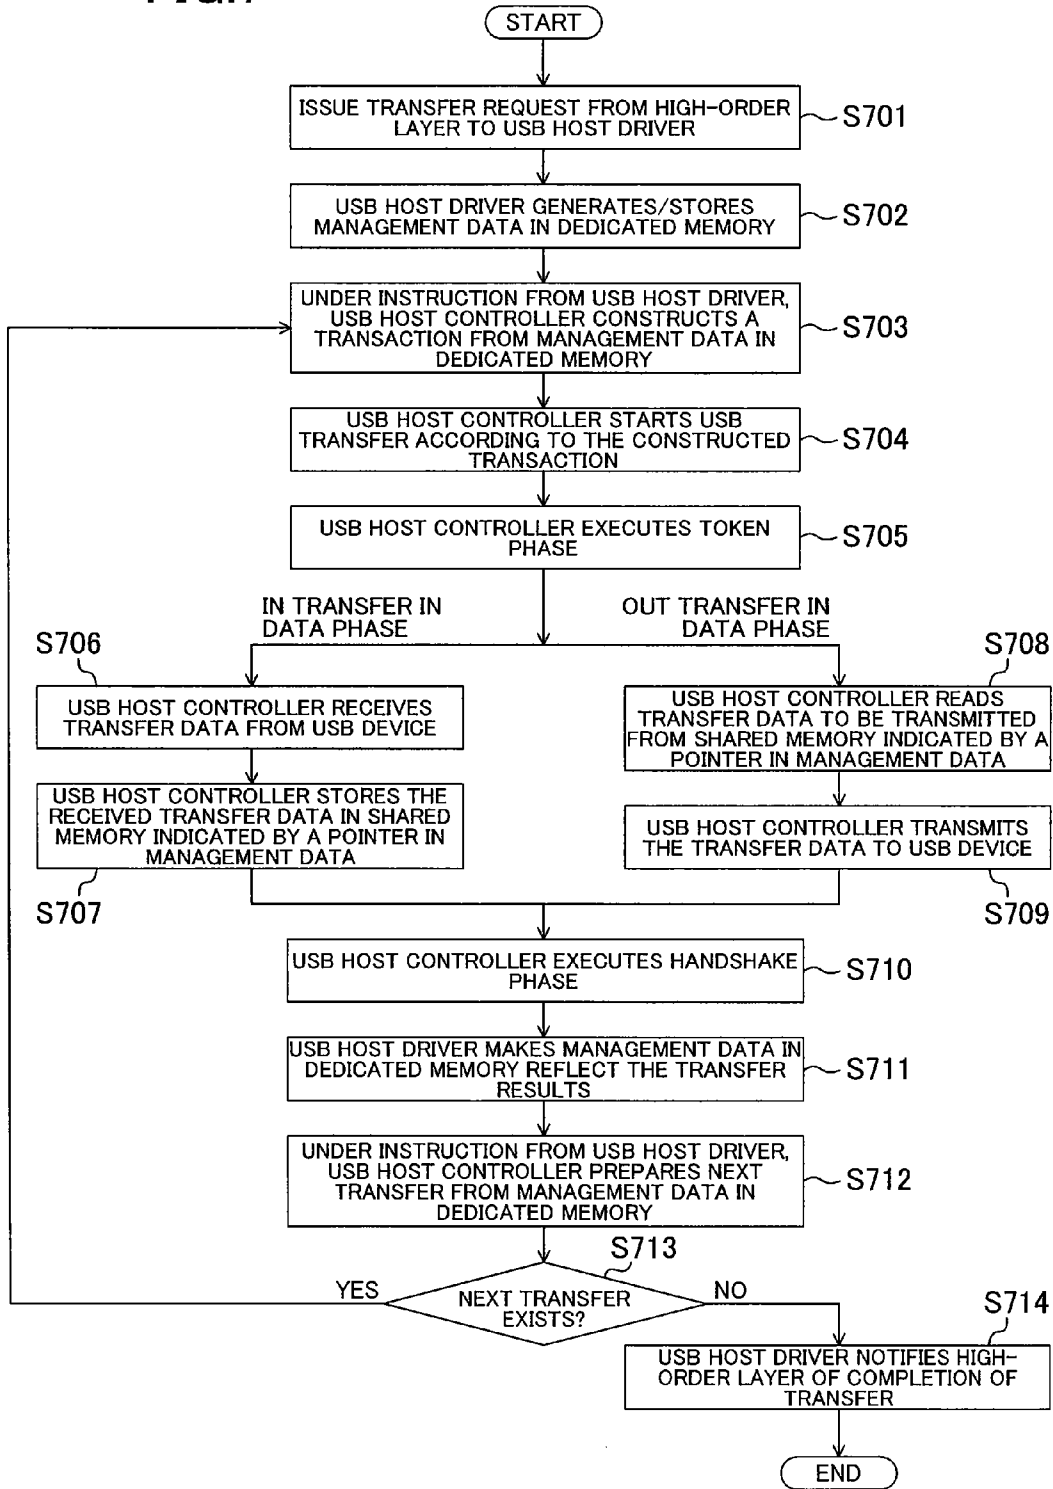 START
ISSUE TRANSFER REQUEST FROM HIGH-ORDER
LAYER TO USB HOST DRIVER
S701
USB HOST DRIVER GENERATES/STORES
MANAGEMENT DATA IN DEDICATED MEMORY
S702
UNDER INSTRUCTION FROM USB HOST DRIVER,
USB HOST CONTROLLER CONSTRUCTS A
TRANSACTION FROM MANAGEMENT DATA IN
DEDICATED MEMORY
S703
USB HOST CONTROLLER STARTS USB
TRANSFER ACCORDING TO THE CONSTRUCTED
TRANSACTION
S704
USB HOST CONTROLLER EXECUTES TOKEN
PHASE
S705
IN TRANSFER IN
DATA PHASE
OUT TRANSFER IN
DATA PHASE
S706
USB HOST CONTROLLER RECEIVES
TRANSFER DATA FROM USB DEVICE
S708
USB HOST CONTROLLER READS
TRANSFER DATA TO BE TRANSMITTED
FROM SHARED MEMORY INDICATED BY A
POINTER IN MANAGEMENT DATA
USB HOST CONTROLLER STORES THE
RECEIVED TRANSFER DATA IN SHARED
MEMORY INDICATED BY A POINTER IN
MANAGEMENT DATA
S707
USB HOST CONTROLLER TRANSMITS
THE TRANSFER DATA TO USB DEVICE
S709
USB HOST CONTROLLER EXECUTES HANDSHAKE
PHASE
S710
USB HOST DRIVER MAKES MANAGEMENT DATA IN
DEDICATED MEMORY REFLECT THE TRANSFER
RESULTS
S711
UNDER INSTRUCTION FROM USB HOST DRIVER,
USB HOST CONTROLLER PREPARES NEXT
TRANSFER FROM MANAGEMENT DATA IN
DEDICATED MEMORY
S712
S713
YES
NEXT TRANSFER
EXISTS?
NO
S714
USB HOST DRIVER NOTIFIES HIGH-
ORDER LAYER OF COMPLETION OF
TRANSFER
END